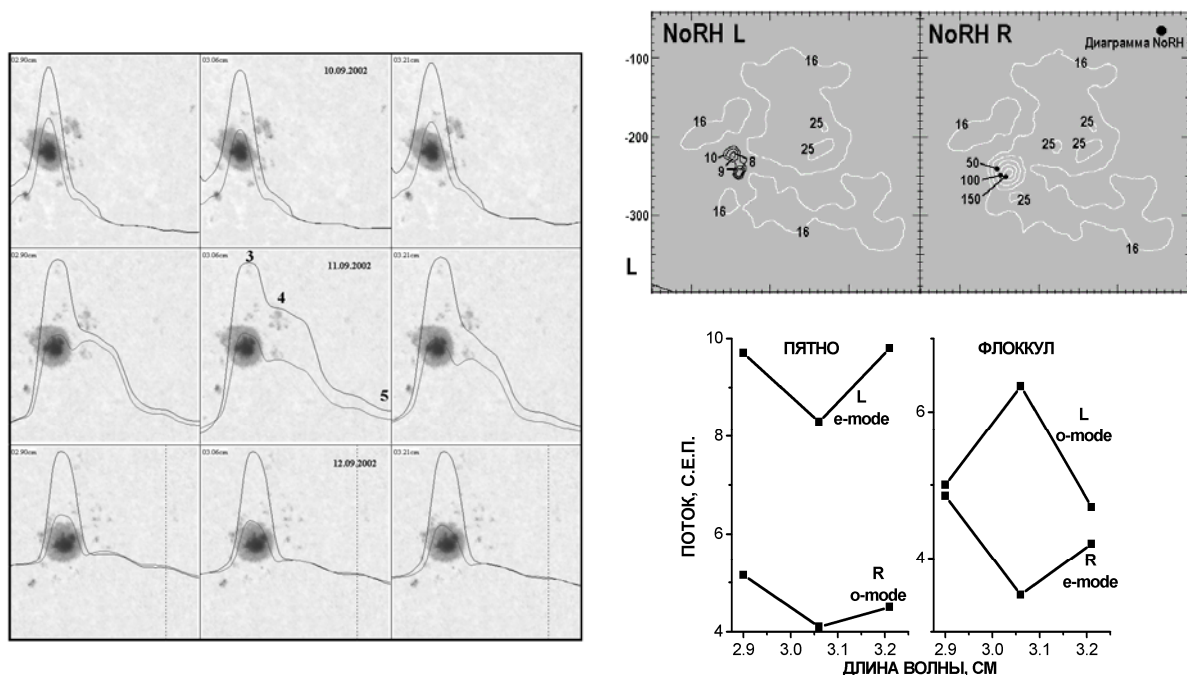 02.90cm
03.06cm
10.09.2002
03.21cm
02.90cm
03.06cm
11.09.2002
3
4
5
03.21cm
02.90cm
03.06cm
12.09.2002
03.21cm
NoRH L
NoRH R
Диаграмма NoRH
-100
-200
-300
L
16
16
25
25
10
8
9
16
16
16
16
25
25
50
100
150
25
16
16
ПЯТНО
ФЛОККУЛ
ПОТОК, С.Е.П.
10
8
6
4
6
4
L
e-mode
R
o-mode
L
o-mode
R
e-mode
2.9
3.0
3.1
3.2
2.9
3.0
3.1
3.2
ДЛИНА ВОЛНЫ, СМ